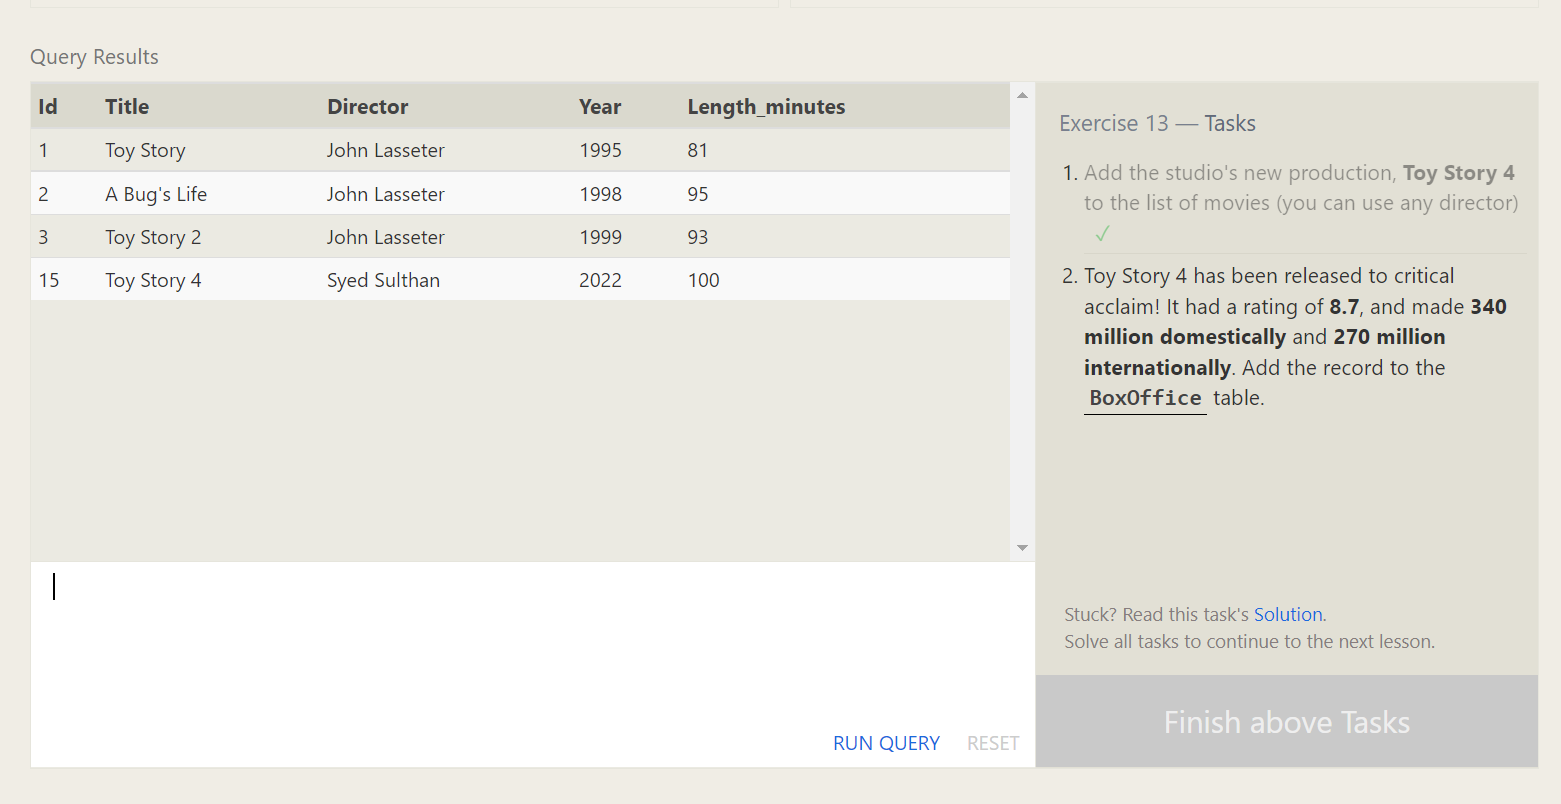 Query Results
Id Title Director Year Length_minutes
1 Toy Story John Lasseter 1995 81
2 A Bug's Life John Lasseter 1998 95
3 Toy Story 2 John Lasseter 1999 93
15 Toy Story 4 Syed Sulthan 2022 100
RUN QUERY RESET
Exercise 13 — Tasks
1. Add the studio's new production, Toy Story 4
to the list of movies (you can use any director)
✓
2. Toy Story 4 has been released to critical
acclaim! It had a rating of 8.7, and made 340
million domestically and 270 million
internationally. Add the record to the
BoxOffice table.
Stuck? Read this task's Solution.
Solve all tasks to continue to the next lesson.
Finish above Tasks